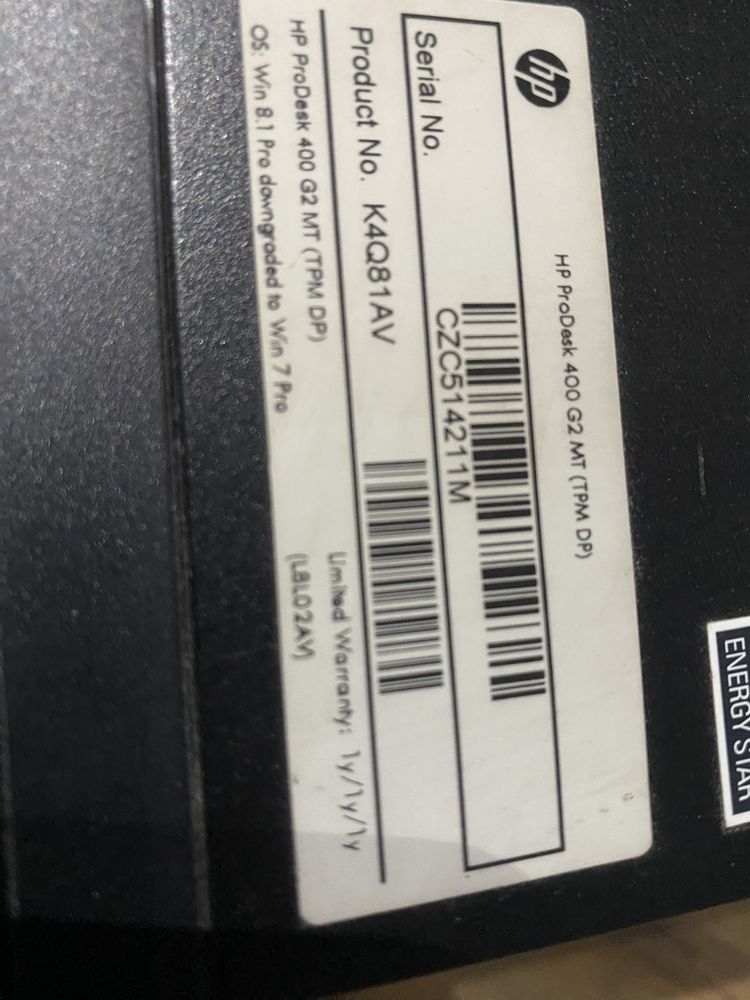 hp
HP ProDesk 400 G2 MT (TPM DP)
Serial No.
CZC514211M
Product No. K4Q81AV
HP ProDesk 400 G2 MT (TPM DP)
Limited Warranty: 1y/1y/1y
OS: Win 8.1 Pro downgraded to Win 7 Pro
(L8L02AV)
ENERGY STAR